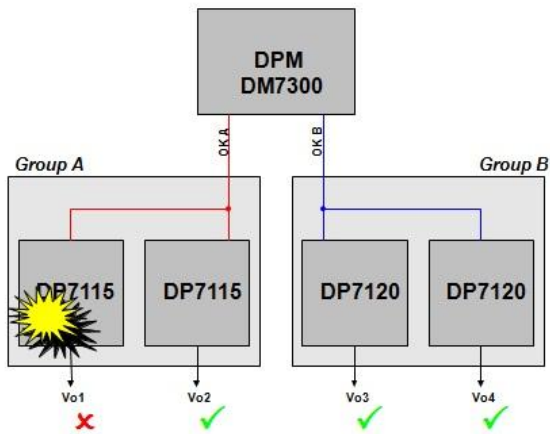 DPM
DM7300
OK A
OK B
Group A
Group B
DP7115
DP7115
DP7120
DP7120
Vo1
Vo2
Vo3
Vo4